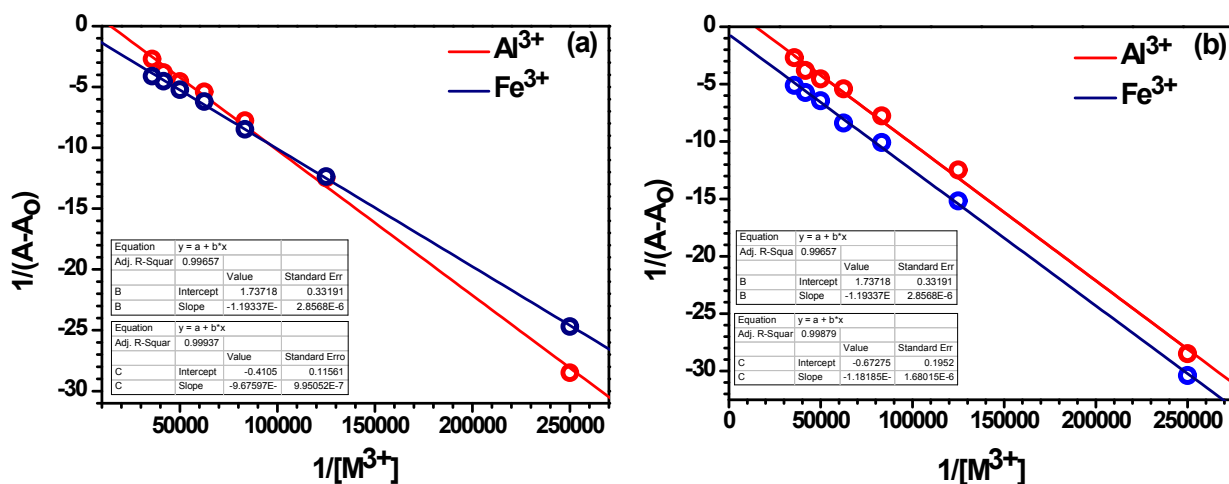 (a)
Al3+
Fe3+
0
-5
-10
-15
-20
-25
-30
1/(A-AO)
Equation y = a + b*x
Adj. R-Squar 0.99657
Value Standard Err
B Intercept 1.73718 0.33191
B Slope -1.19337E- 2.8568E-6
Equation y = a + b*x
Adj. R-Squar 0.99937
Value Standard Erro
C Intercept -0.4105 0.11561
C Slope -9.67597E- 9.95052E-7
50000 100000 150000 200000 250000
1/[M3+]
(b)
Al3+
Fe3+
0
-5
-10
-15
-20
-25
-30
1/(A-AO)
Equation y = a + b*x
Adj. R-Squa 0.99657
Value Standard Err
B Intercept 1.73718 0.33191
B Slope -1.19337E 2.8568E-6
Equation y = a + b*x
Adj. R-Squar 0.99879
Value Standard Err
C Intercept -0.67275 0.1952
C Slope -1.18185E- 1.68015E-6
0 50000 100000 150000 200000 250000
1/[M3+]